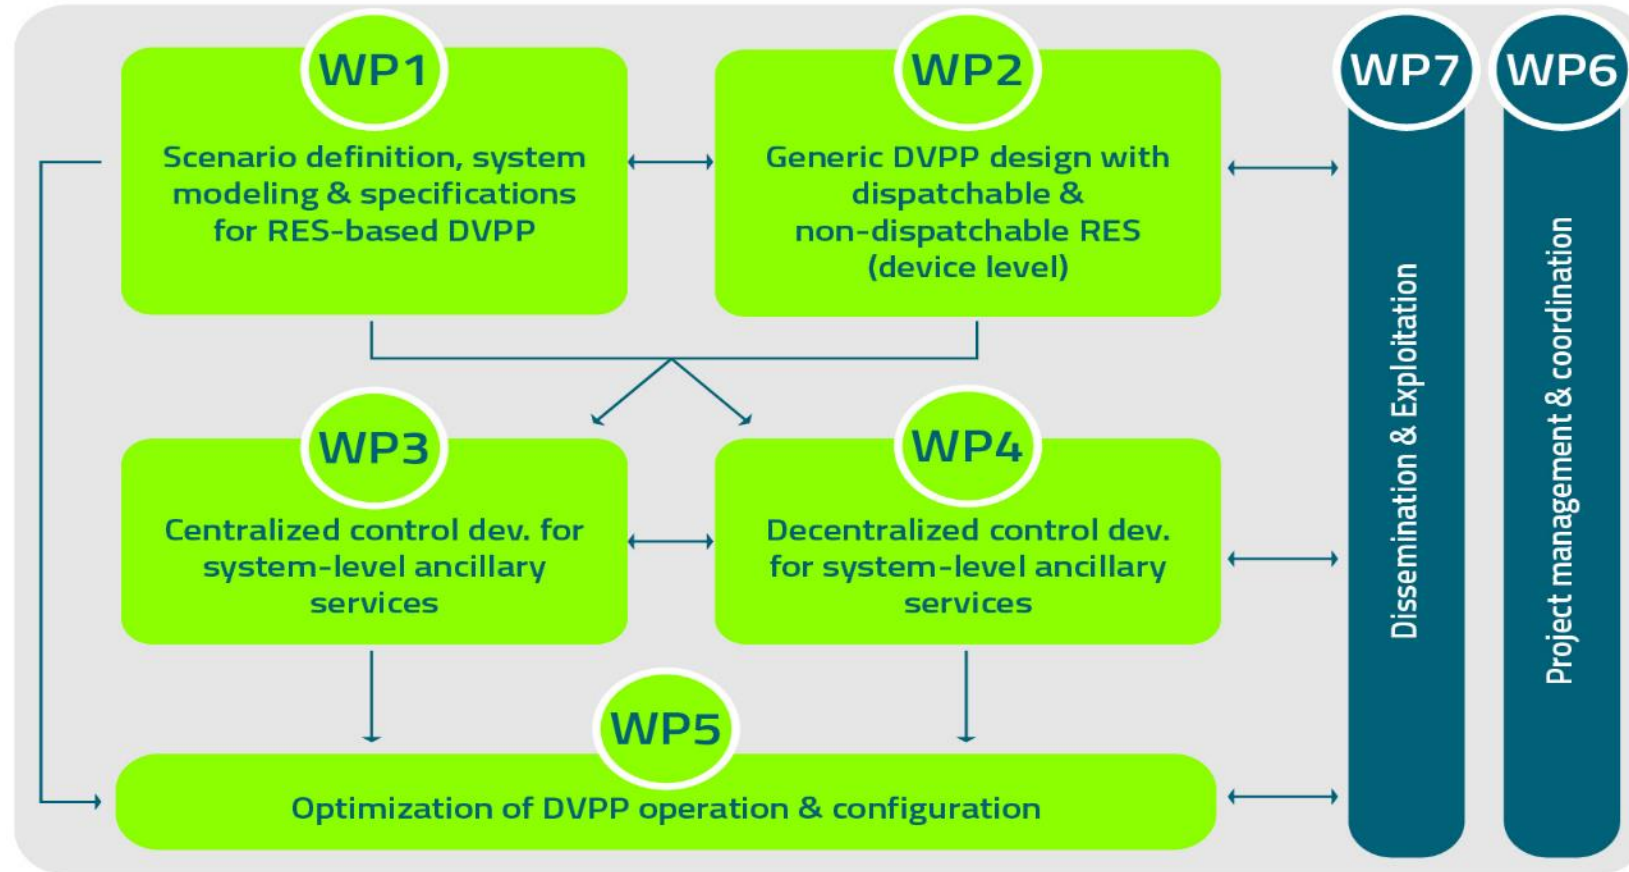 WP1
Scenario definition, system
modeling & specifications
for RES-based DVPP
WP2
Generic DVPP design with
dispatchable &
non-dispatchable RES
(device level)
WP3
Centralized control dev. for
system-level ancillary
services
WP4
Decentralized control dev.
for system-level ancillary
services
WP5
Optimization of DVPP operation & configuration
WP7
Dissemination & Exploitation
WP6
Project management & coordination